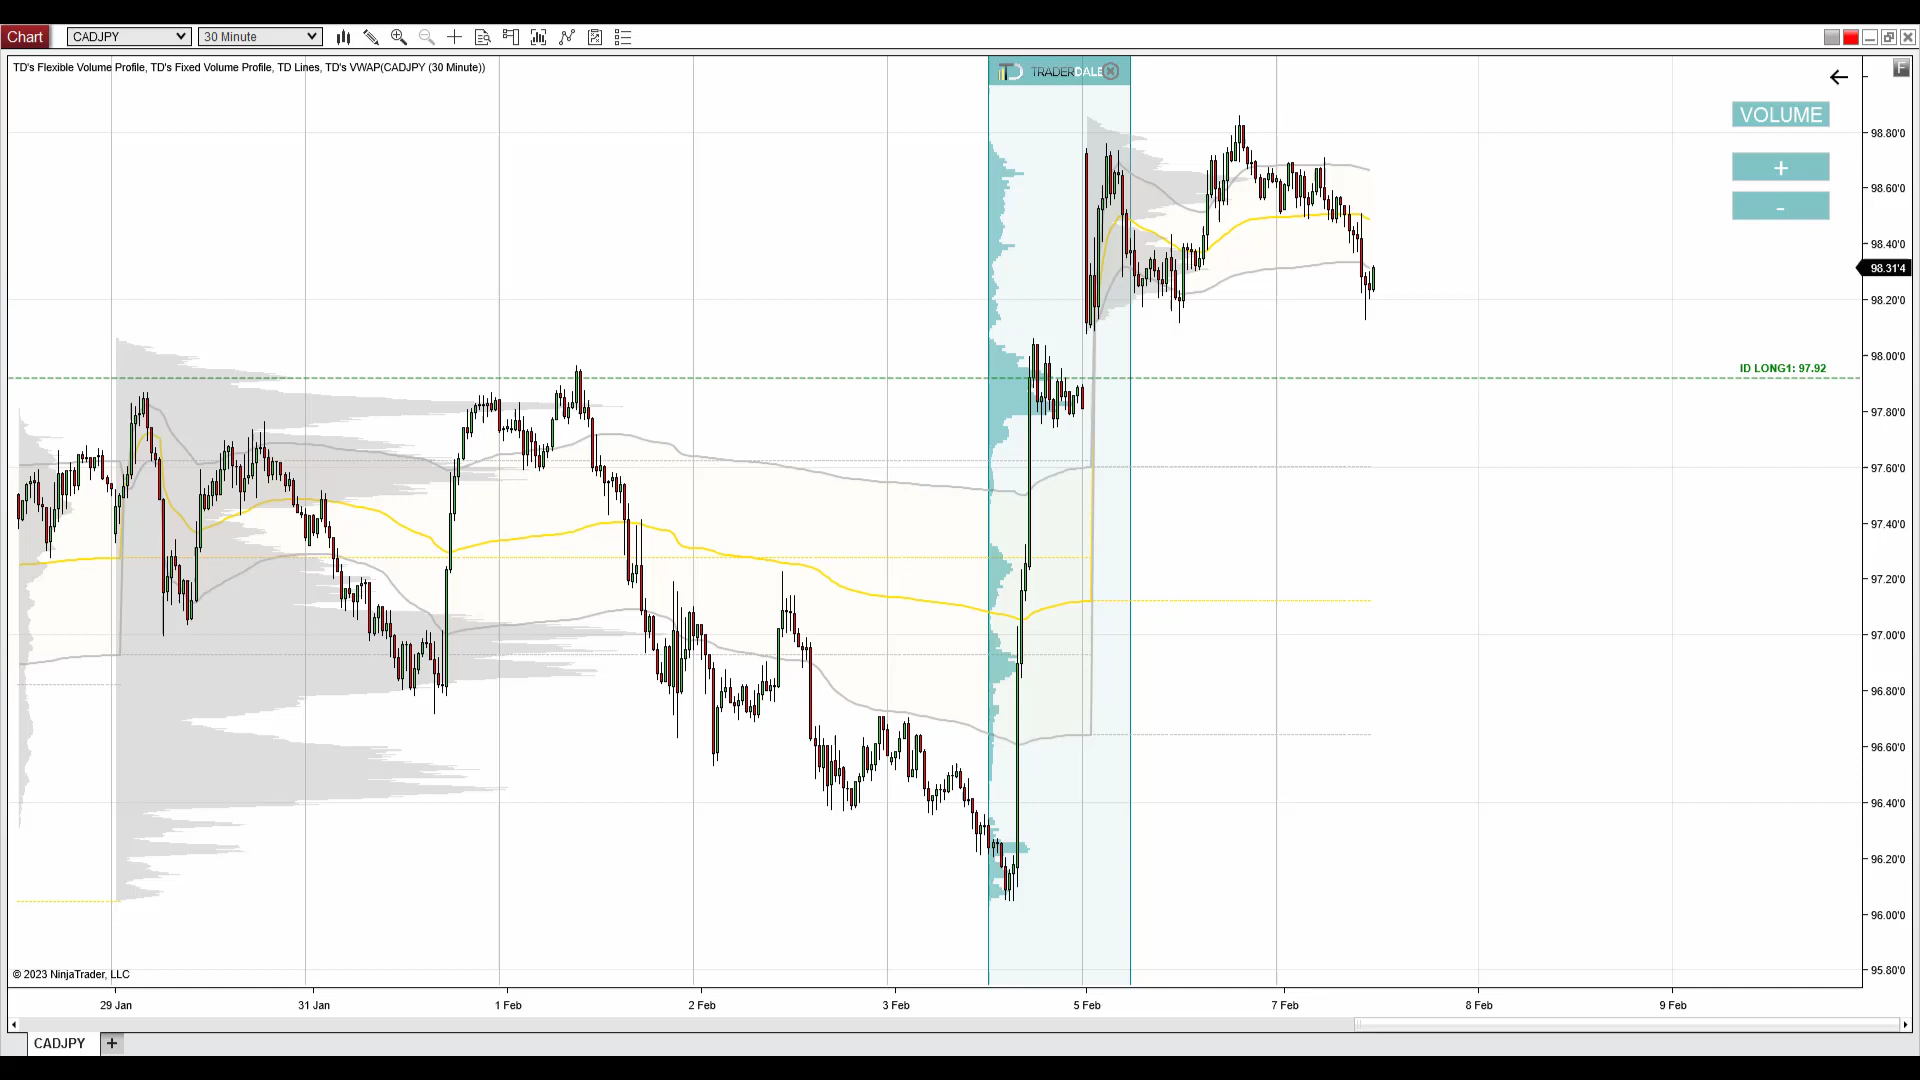 Chart CADJPY 30 Minute
TD's Flexible Volume Profile, TD's Fixed Volume Profile, TD Lines, TD's VWAP(CADJPY (30 Minute))
TRADERDALE
F
VOLUME
+
-
98.80'0
98.60'0
98.40'0
98.31'4
98.20'0
98.00'0
ID LONG1: 97.92
97.80'0
97.60'0
97.40'0
97.20'0
97.00'0
96.80'0
96.60'0
96.40'0
96.20'0
96.00'0
95.80'0
© 2023 NinjaTrader, LLC
29 Jan 31 Jan 1 Feb 2 Feb 3 Feb 5 Feb 7 Feb 8 Feb 9 Feb
CADJPY +